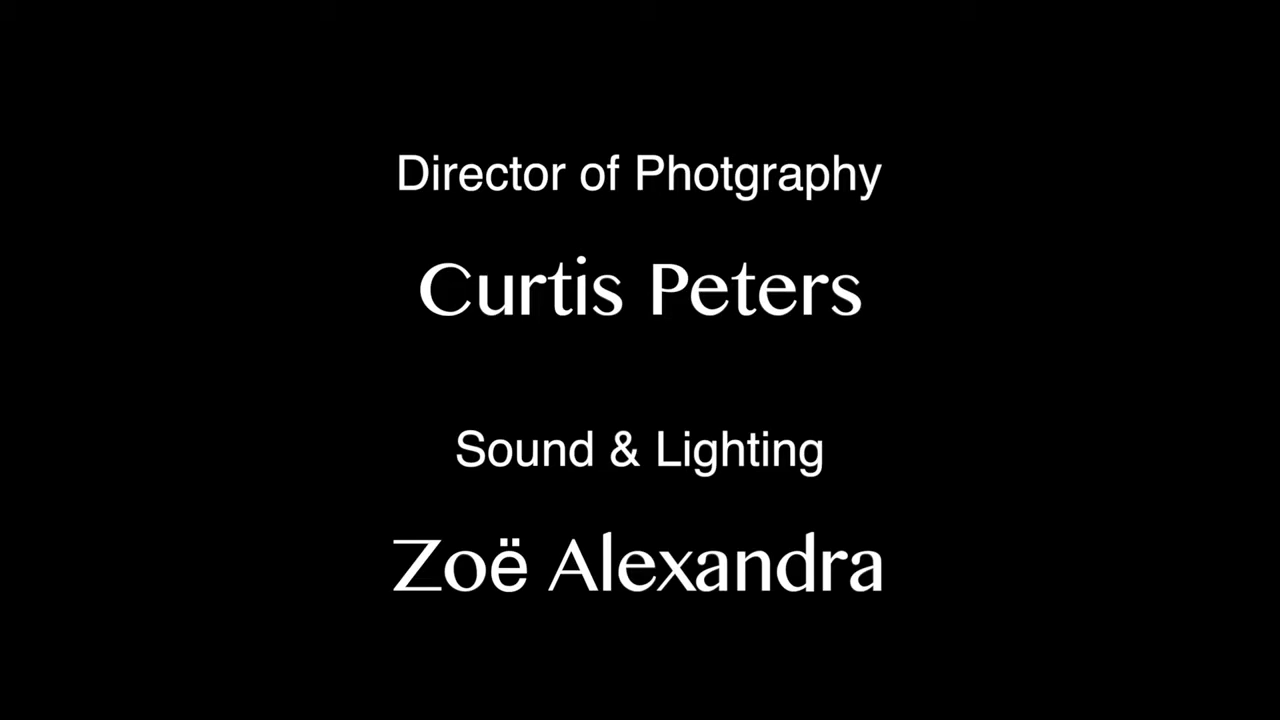 Director of Photgraphy
Curtis Peters
Sound & Lighting
Zoë Alexandra